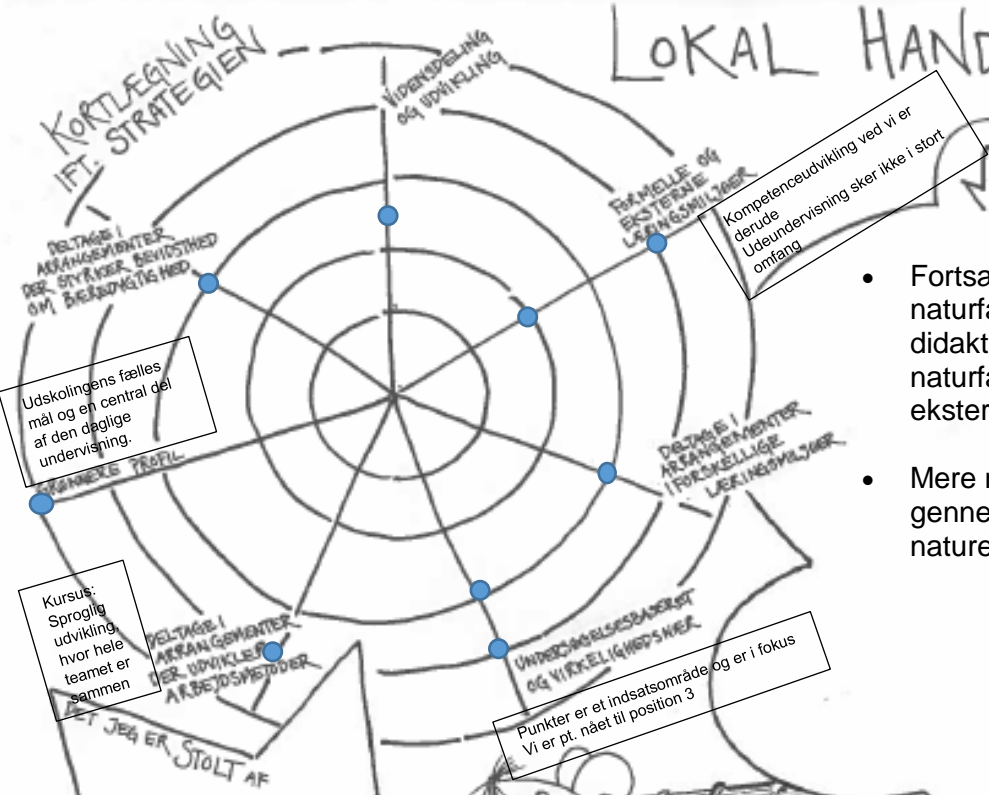 LOKAL HAND
KORTLÆGNING
IFT. STRATEGIEN
VIDENSDELING
OG UDVIKLING
FORMELLE OG
EKSTERNE
LÆRINGSMILJØER
Kompetenceudvikling ved vi er
derude
Udeundervisning sker ikke i stort
omfang
DELTAGE I
ARRANGEMENTER
DER STYRKER BEVIDSTHED
OM BÆREDYGTIGHED
• Fortsa
naturfa
didakt
naturfa
ekster
Udskolingens fælles
mål og en central del
af den daglige
undervisning.
GRØNNERE PROFIL
DELTAGE I
ARRANGEMENTER
I FORSKELLIGE
LÆRINGSMILJØER
• Mere
genne
nature
Kursus:
Sproglig
udvikling,
hvor hele
teamet er
sammen
DELTAGE I
ARRANGEMENTER
DER UDVIKLER
ARBEJDSMETODER
UNDERSØGELSESBASERET
OG VIRKELIGHEDSNÆR
Punkter er et indsatsområde og er i fokus
Vi er pt. nået til position 3
DET JEG ER STOLT AF